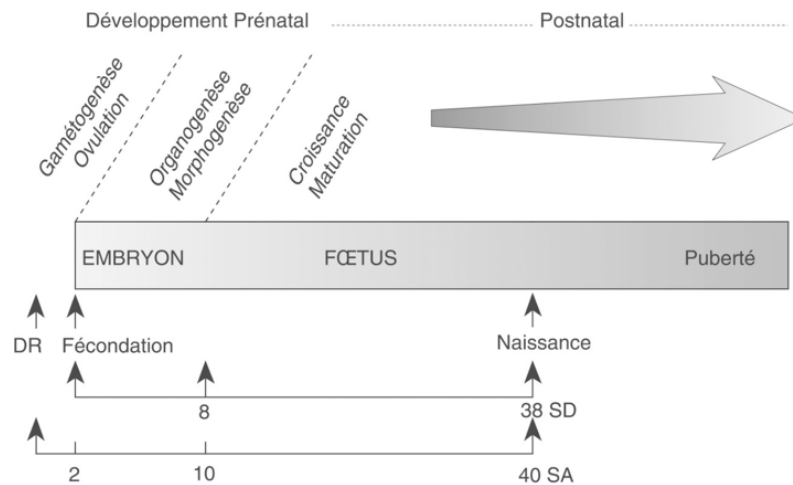 Développement Prénatal
Postnatal
Gamétogenèse
Ovulation
Organogenèse
Morphogenèse
Croissance
Maturation
EMBRYON
FŒTUS
Puberté
DR
Fécondation
Naissance
8
38 SD
2
10
40 SA